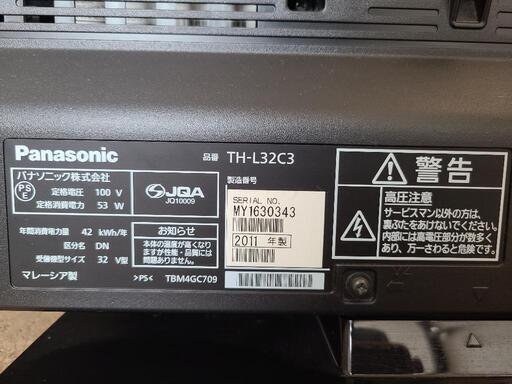 Panasonic
品番 TH-L32C3
パナソニック株式会社
PS
E
定格電圧 100 V
定格消費電力 53 W
JQA
JQ10009
製造番号
SERIAL NO.
MY1630343
2011 年製
年間消費電力量 42 kWh/年
区分名 DN
受信機型サイズ 32 V型
お知らせ
本体の温度が高くなり
ますが性能・品質には
問題ありません
マレーシア製
>PS<
TBM4GC709
警告
高圧注意
サービスマン以外の方は、
裏ぶたをあけないでください。
内部には高電圧部分が数多く
あり、万一さわると危険です。